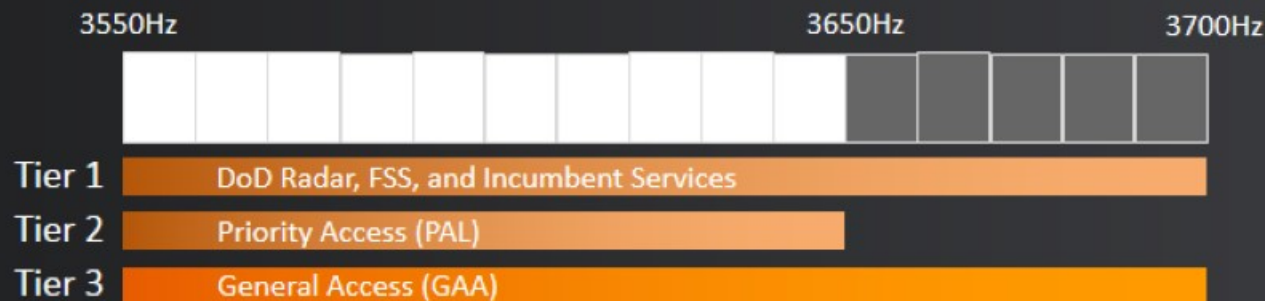 3550Hz 3650Hz 3700Hz
Tier 1 DoD Radar, FSS, and Incumbent Services
Tier 2 Priority Access (PAL)
Tier 3 General Access (GAA)